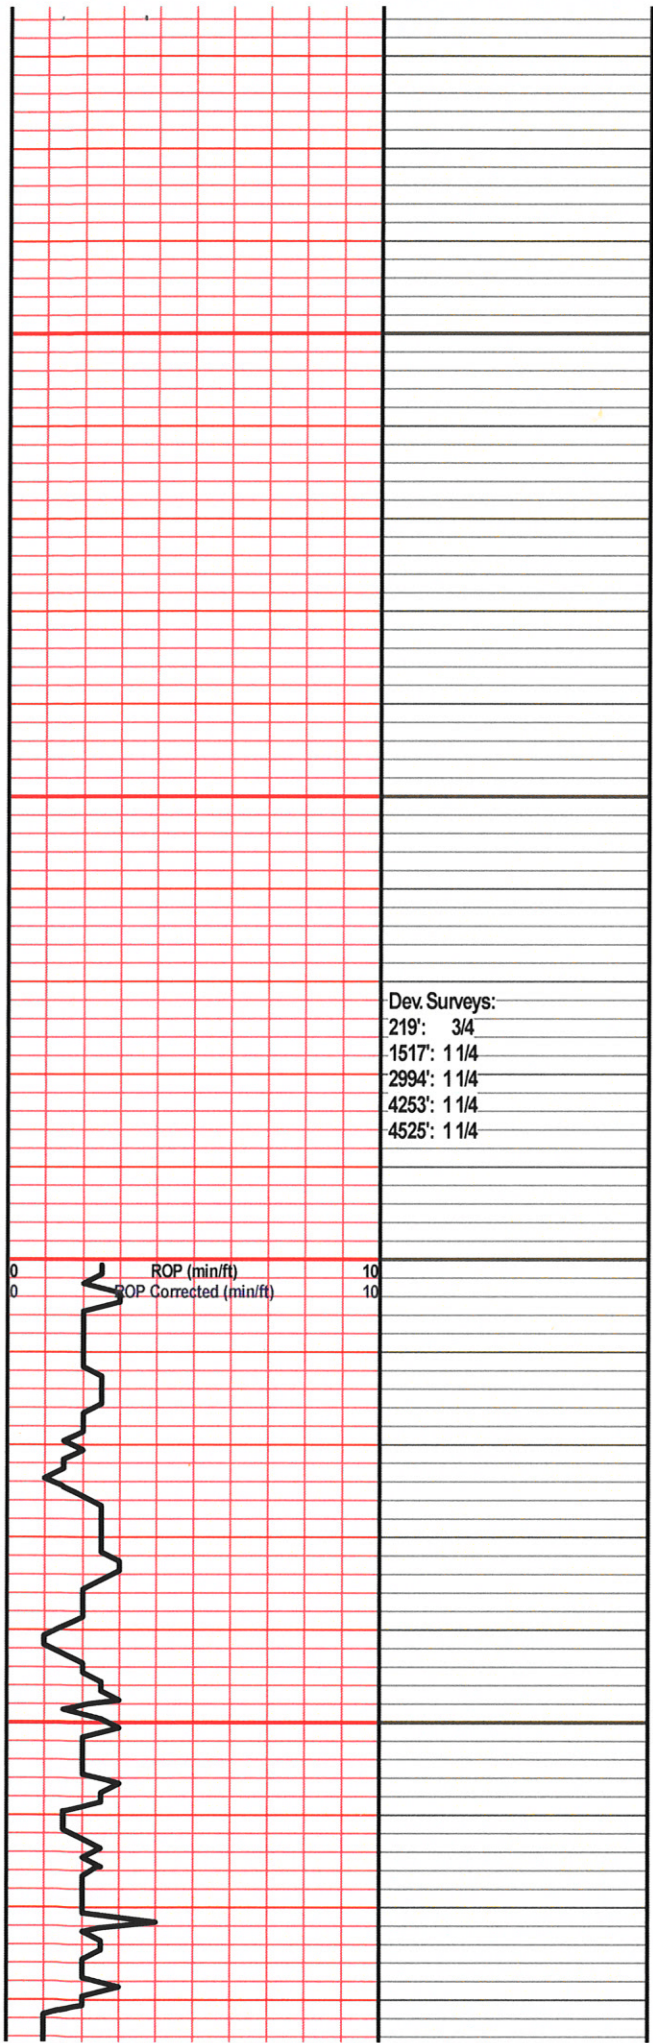 Dev. Surveys:
219': 3/4
1517': 1 1/4
2994': 1 1/4
4253': 1 1/4
4525': 1 1/4
0 ROP (min/ft) 10
0 ROP Corrected (min/ft) 10